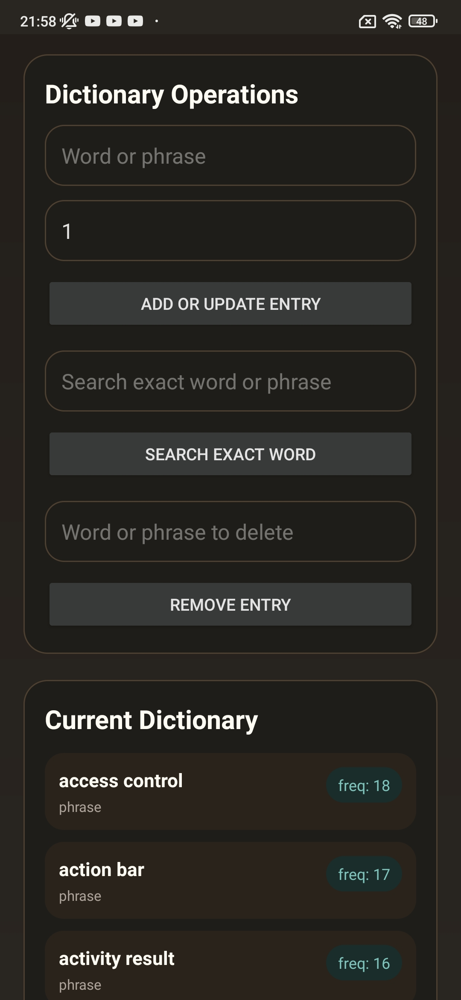 21:58
48
Dictionary Operations
Word or phrase
1
ADD OR UPDATE ENTRY
Search exact word or phrase
SEARCH EXACT WORD
Word or phrase to delete
REMOVE ENTRY
Current Dictionary
access control
freq: 18
phrase
action bar
freq: 17
phrase
activity result
freq: 16
phrase